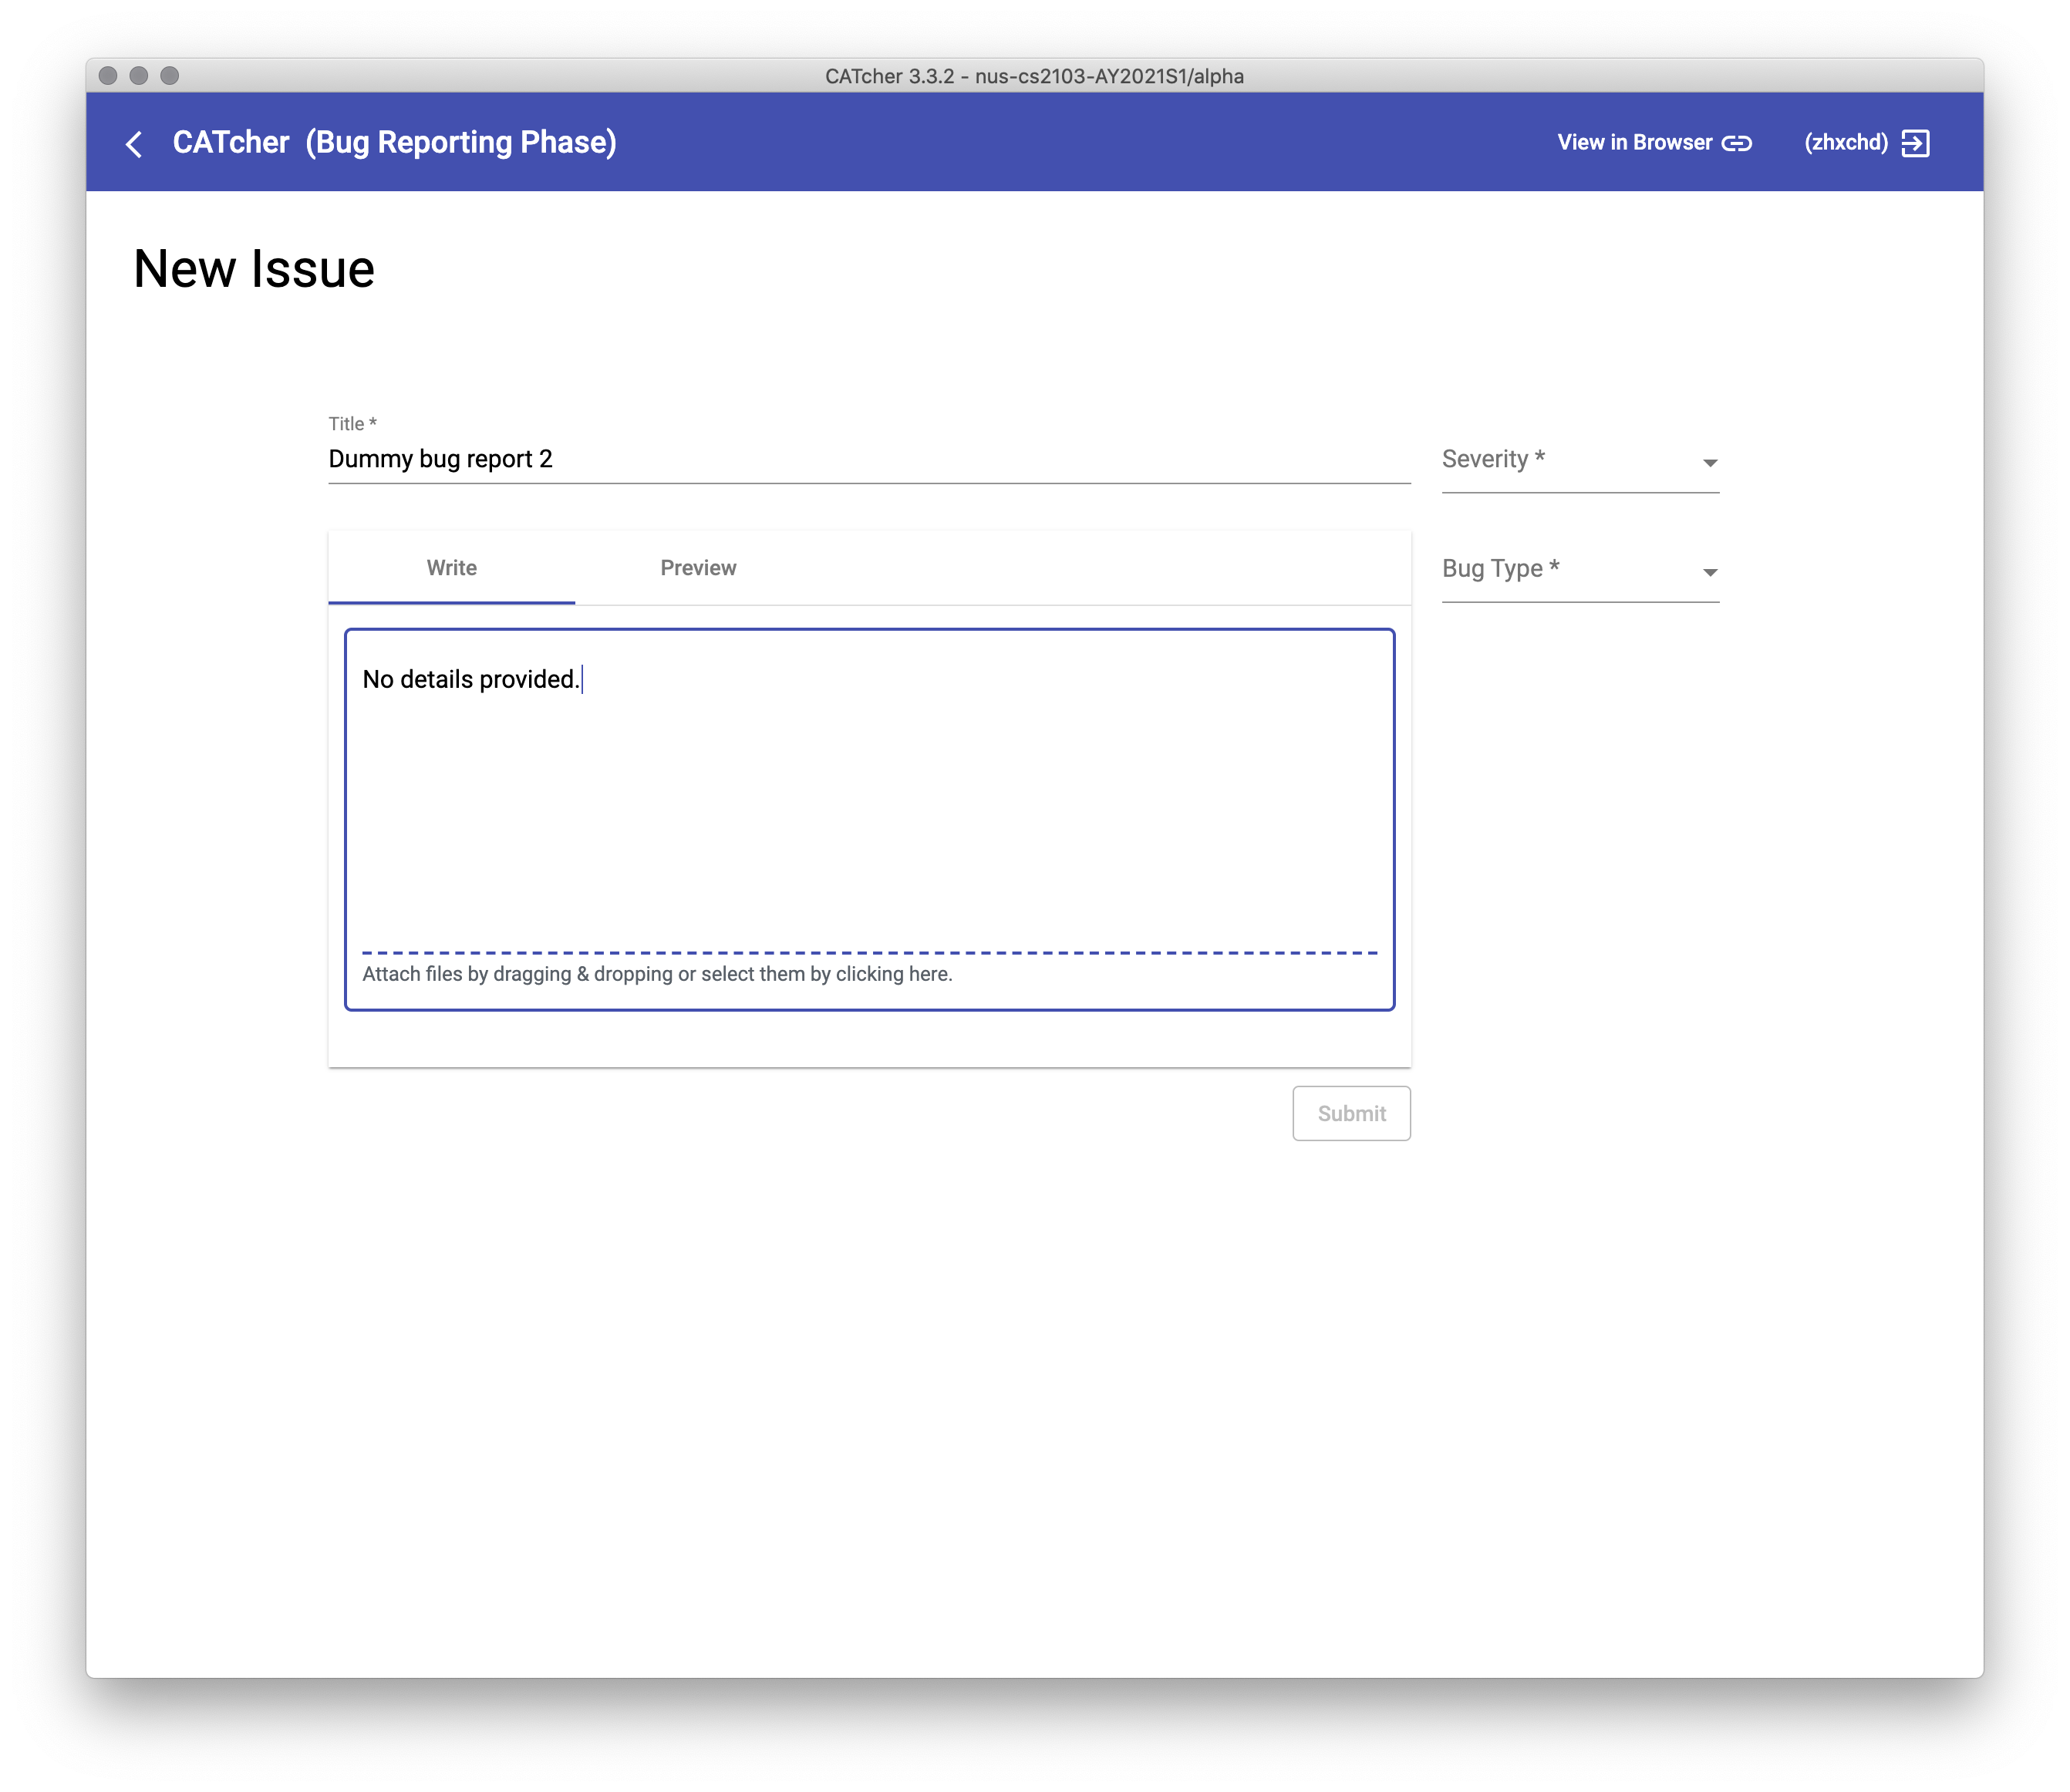 CATcher 3.3.2 - nus-cs2103-AY2021S1/alpha
CATcher (Bug Reporting Phase)
View in Browser
(zhxchd)
New Issue
Title *
Dummy bug report 2
Severity *
Write
Preview
Bug Type *
No details provided.
Attach files by dragging & dropping or select them by clicking here.
Submit